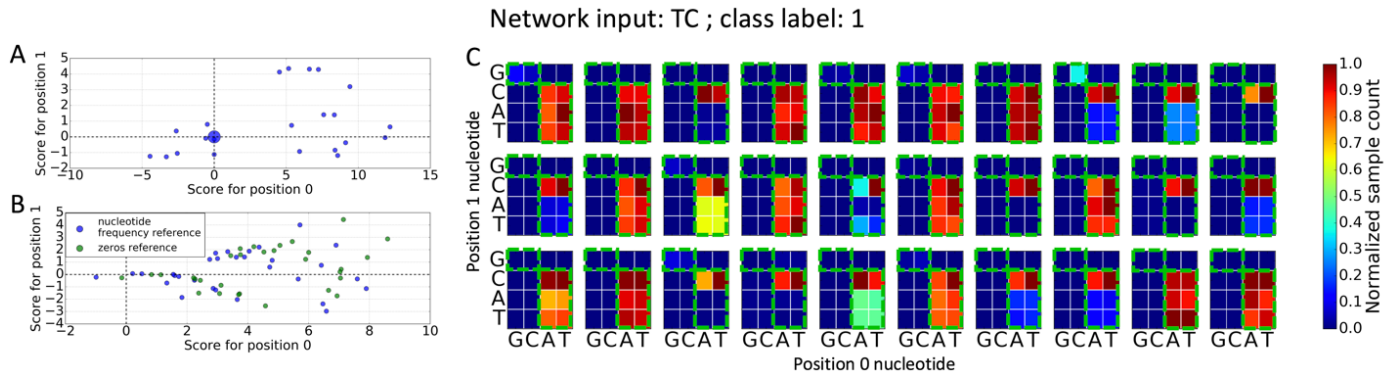 Network input: TC ; class label: 1
A
Score for position 1
5
4
3
2
1
0
−1
−2
−10
−5
0
5
10
15
Score for position 0
B
Score for position 1
5
4
3
2
1
0
−1
−2
−3
−4
nucleotide
frequency reference
zeros reference
−2
0
2
4
6
8
10
Score for position 0
C
Position 1 nucleotide
G
C
A
T
G
C
A
T
G
C
A
T
GCAT GCAT GCAT GCAT GCAT GCAT GCAT GCAT GCAT
Position 0 nucleotide
1.0
0.9
0.8
0.7
0.6
0.5
0.4
0.3
0.2
0.1
0.0
Normalized sample count